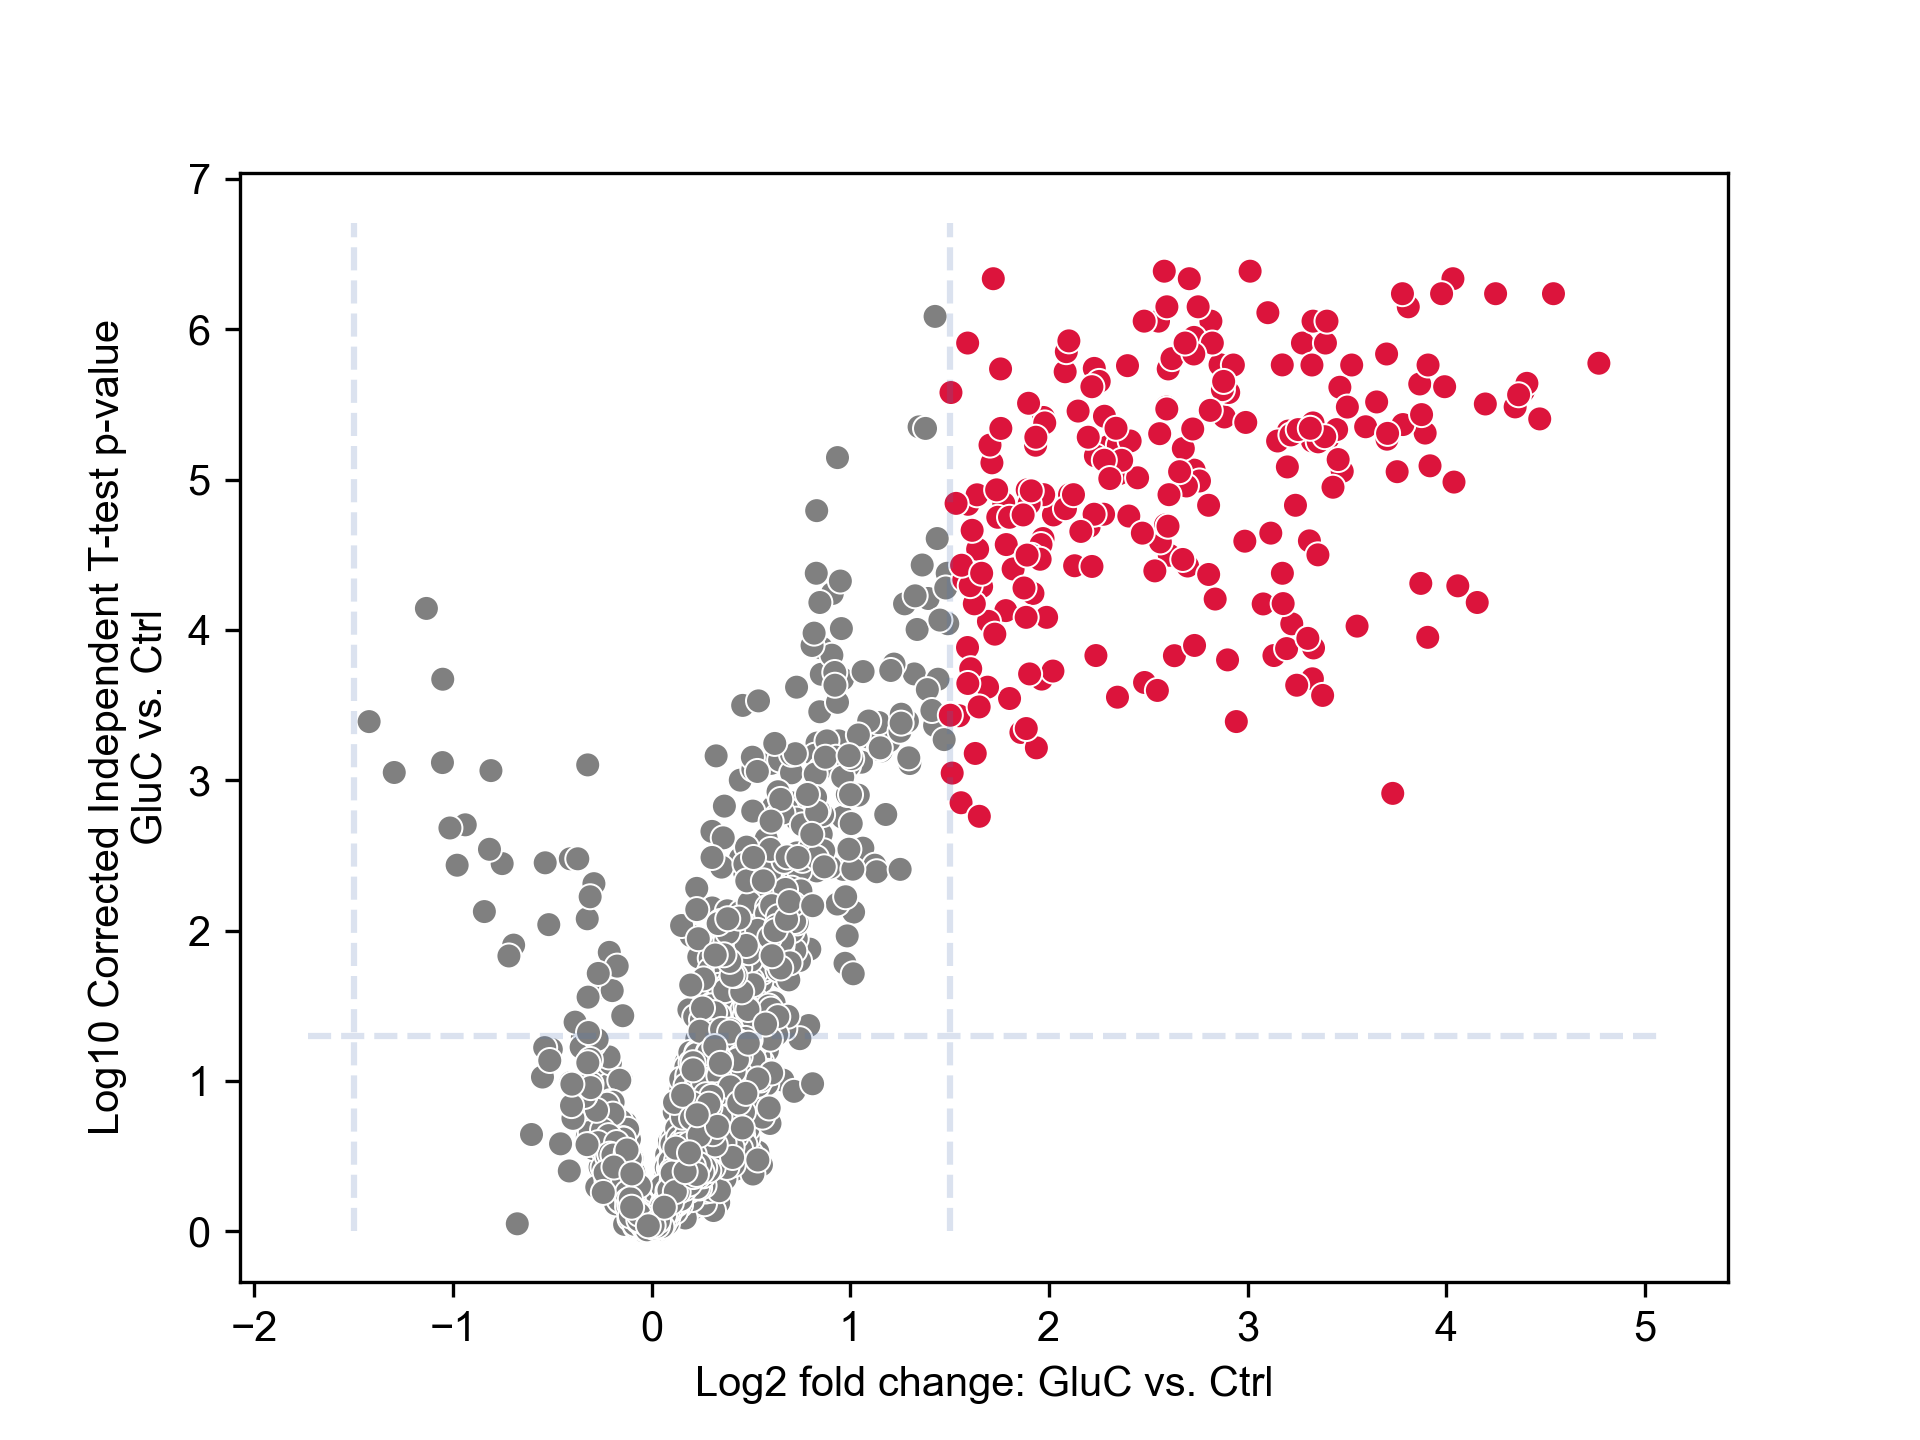 Log10 Corrected Independent T-test p-value
GluC vs. Ctrl
7
6
5
4
3
2
1
0
−2 −1 0 1 2 3 4 5
Log2 fold change: GluC vs. Ctrl